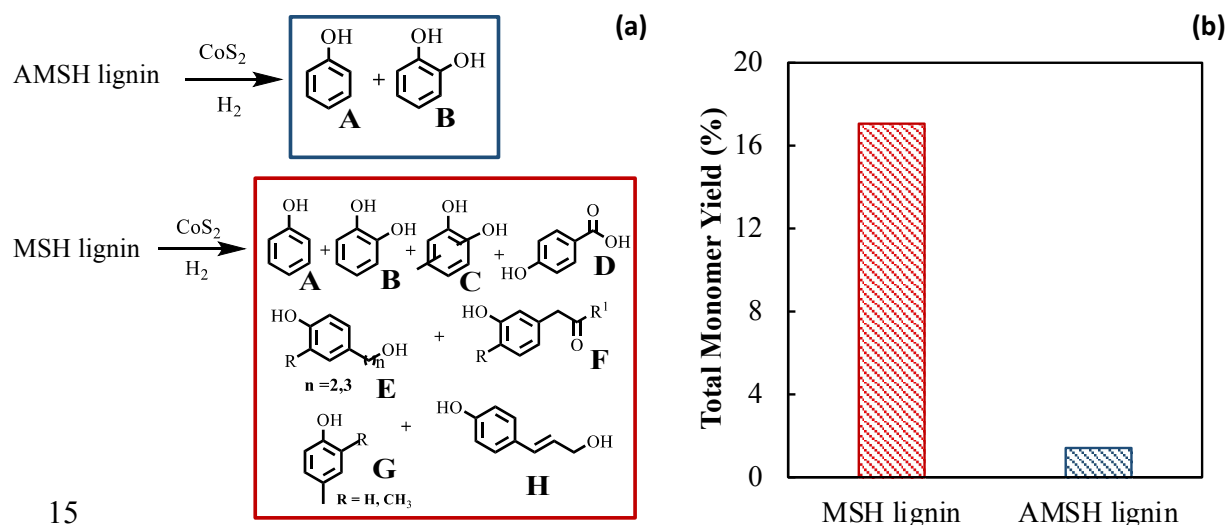 (a)
AMSH lignin
CoS2
H2
OH
+
OH
OH
A
B
MSH lignin
CoS2
H2
OH
+
OH
OH
+
OH
OH
+
O
OH
HO
A
B
C
D
HO
R
OH
n
n =2,3
E
+
HO
R
R1
O
F
OH
R
G
R = H, CH3
+
HO
OH
H
15
(b)
Total Monomer Yield (%)
20
16
12
8
4
0
MSH lignin
AMSH lignin